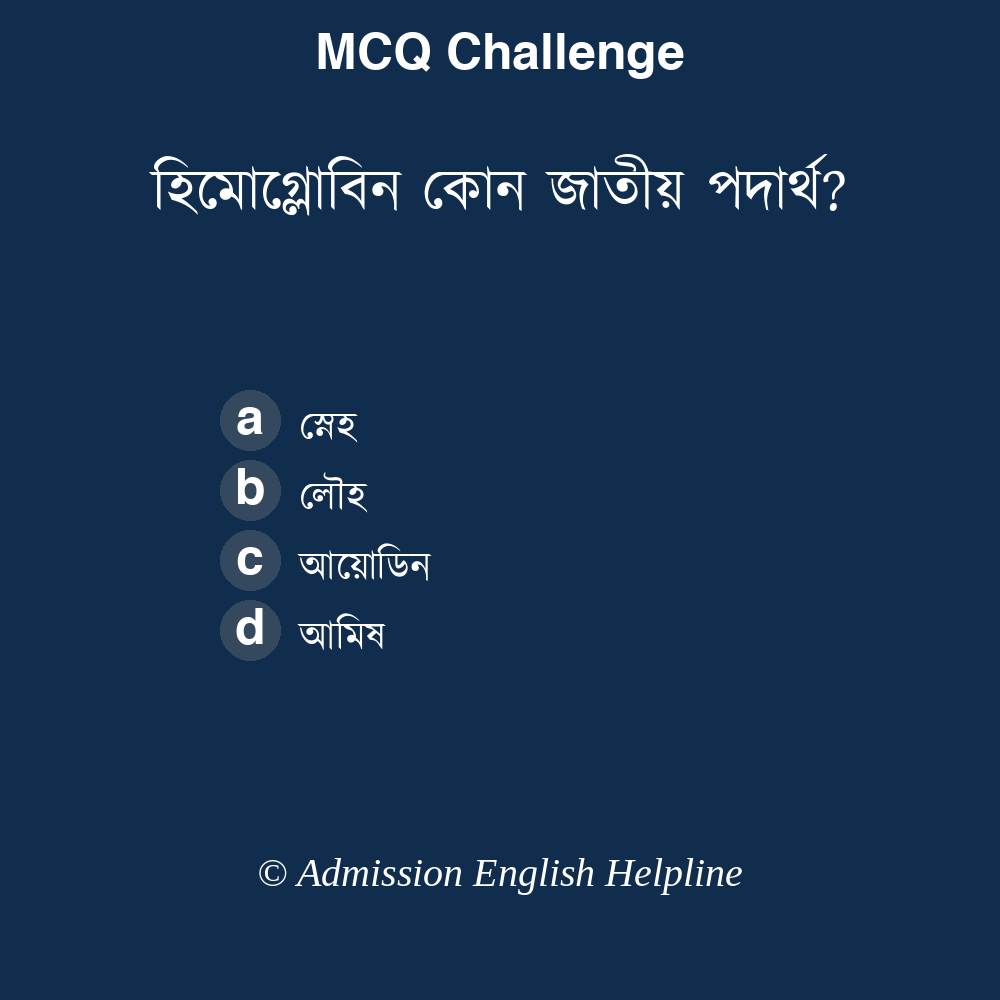 MCQ Challenge
হিমোগ্লোবিন কোন জাতীয় পদার্থ?
a স্নেহ
b লৌহ
c আয়োডিন
d আমিষ
© Admission English Helpline